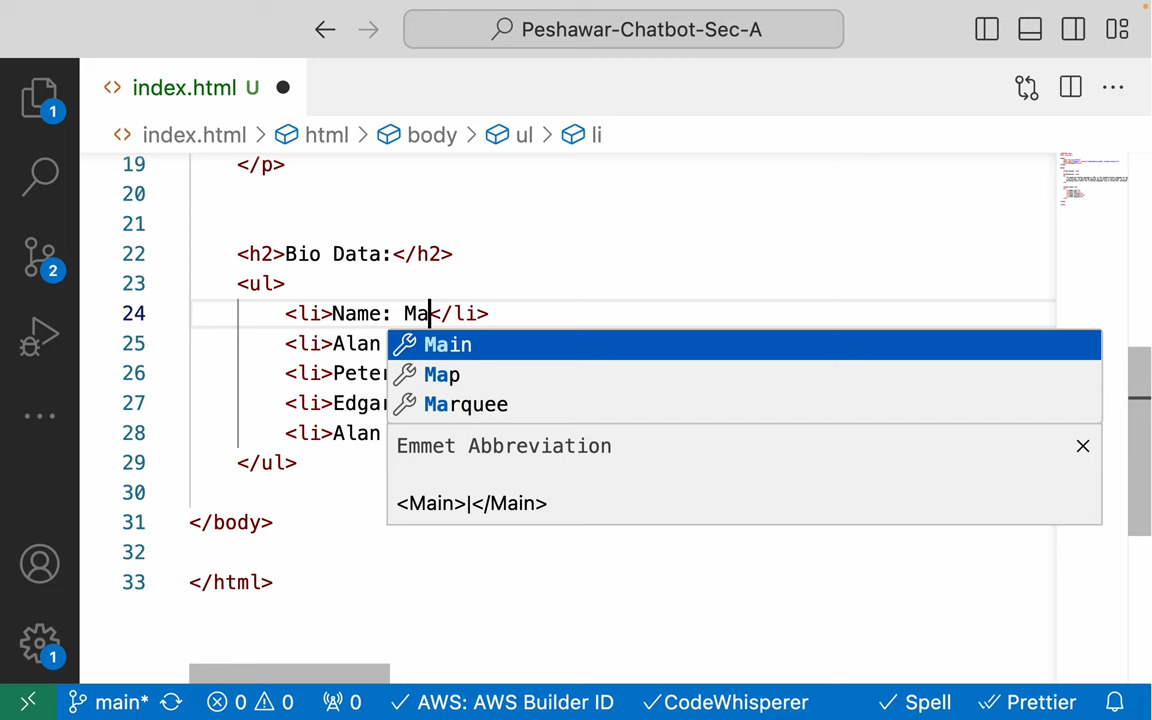 Peshawar-Chatbot-Sec-A
index.html U
index.html > html > body > ul > li
1
2
1
19 </p>
20
21
22 <h2>Bio Data:</h2>
23 <ul>
24 <li>Name: Ma</li>
25 <li>Alan
26 <li>Peter
27 <li>Edgar
28 <li>Alan
29 </ul>
30
31 </body>
32
33 </html>
Main
Map
Marquee
Emmet Abbreviation
<Main>|</Main>
main* 0 0 0 AWS: AWS Builder ID CodeWhisperer Spell Prettier